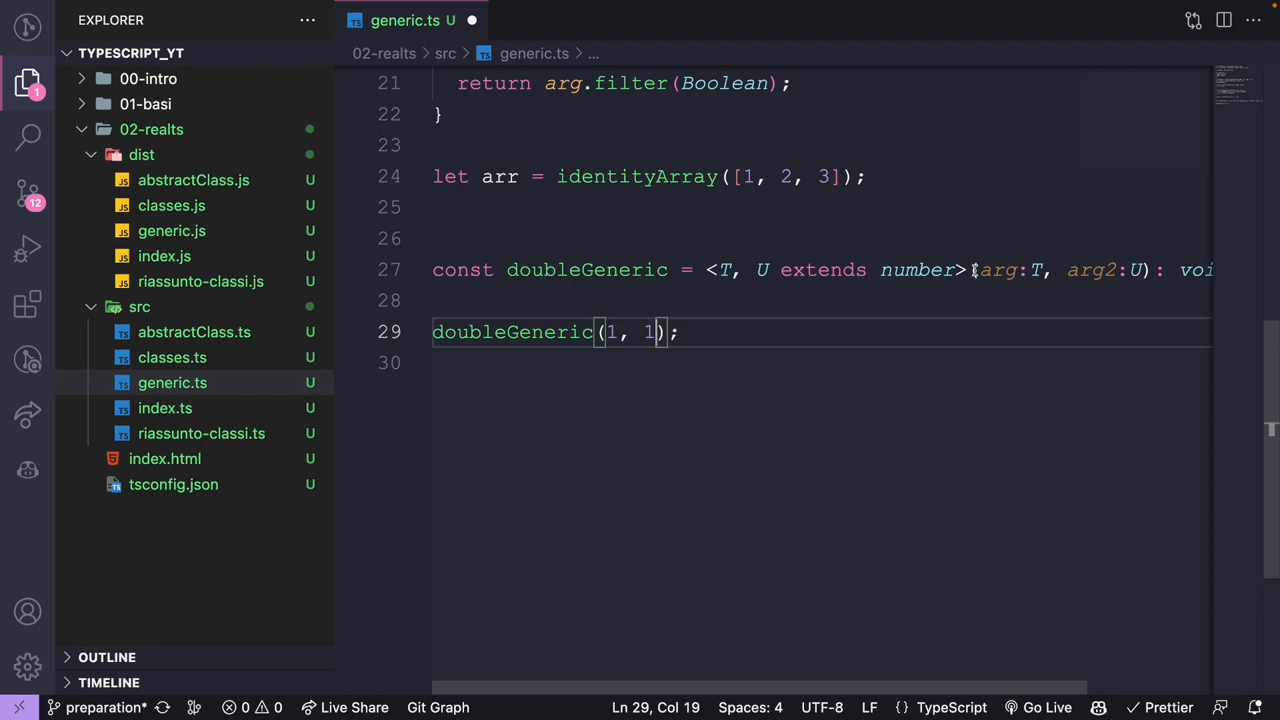 EXPLORER
TYPESCRIPT_YT
00-intro
01-basi
02-realts
dist
abstractClass.js U
classes.js U
generic.js U
index.js U
riassunto-classi.js U
src
abstractClass.ts U
classes.ts U
generic.ts U
index.ts U
riassunto-classi.ts U
index.html U
tsconfig.json U
OUTLINE
TIMELINE
1
12
TS generic.ts U
02-realts > src > TS generic.ts > ...
21 return arg.filter(Boolean);
22 }
23
24 let arr = identityArray([1, 2, 3]);
25
26
27 const doubleGeneric = <T, U extends number>(arg:T, arg2:U): voi
28
29 doubleGeneric(1, 1);
30
preparation* 0 0 Live Share Git Graph Ln 29, Col 19 Spaces: 4 UTF-8 LF {} TypeScript Go Live Prettier